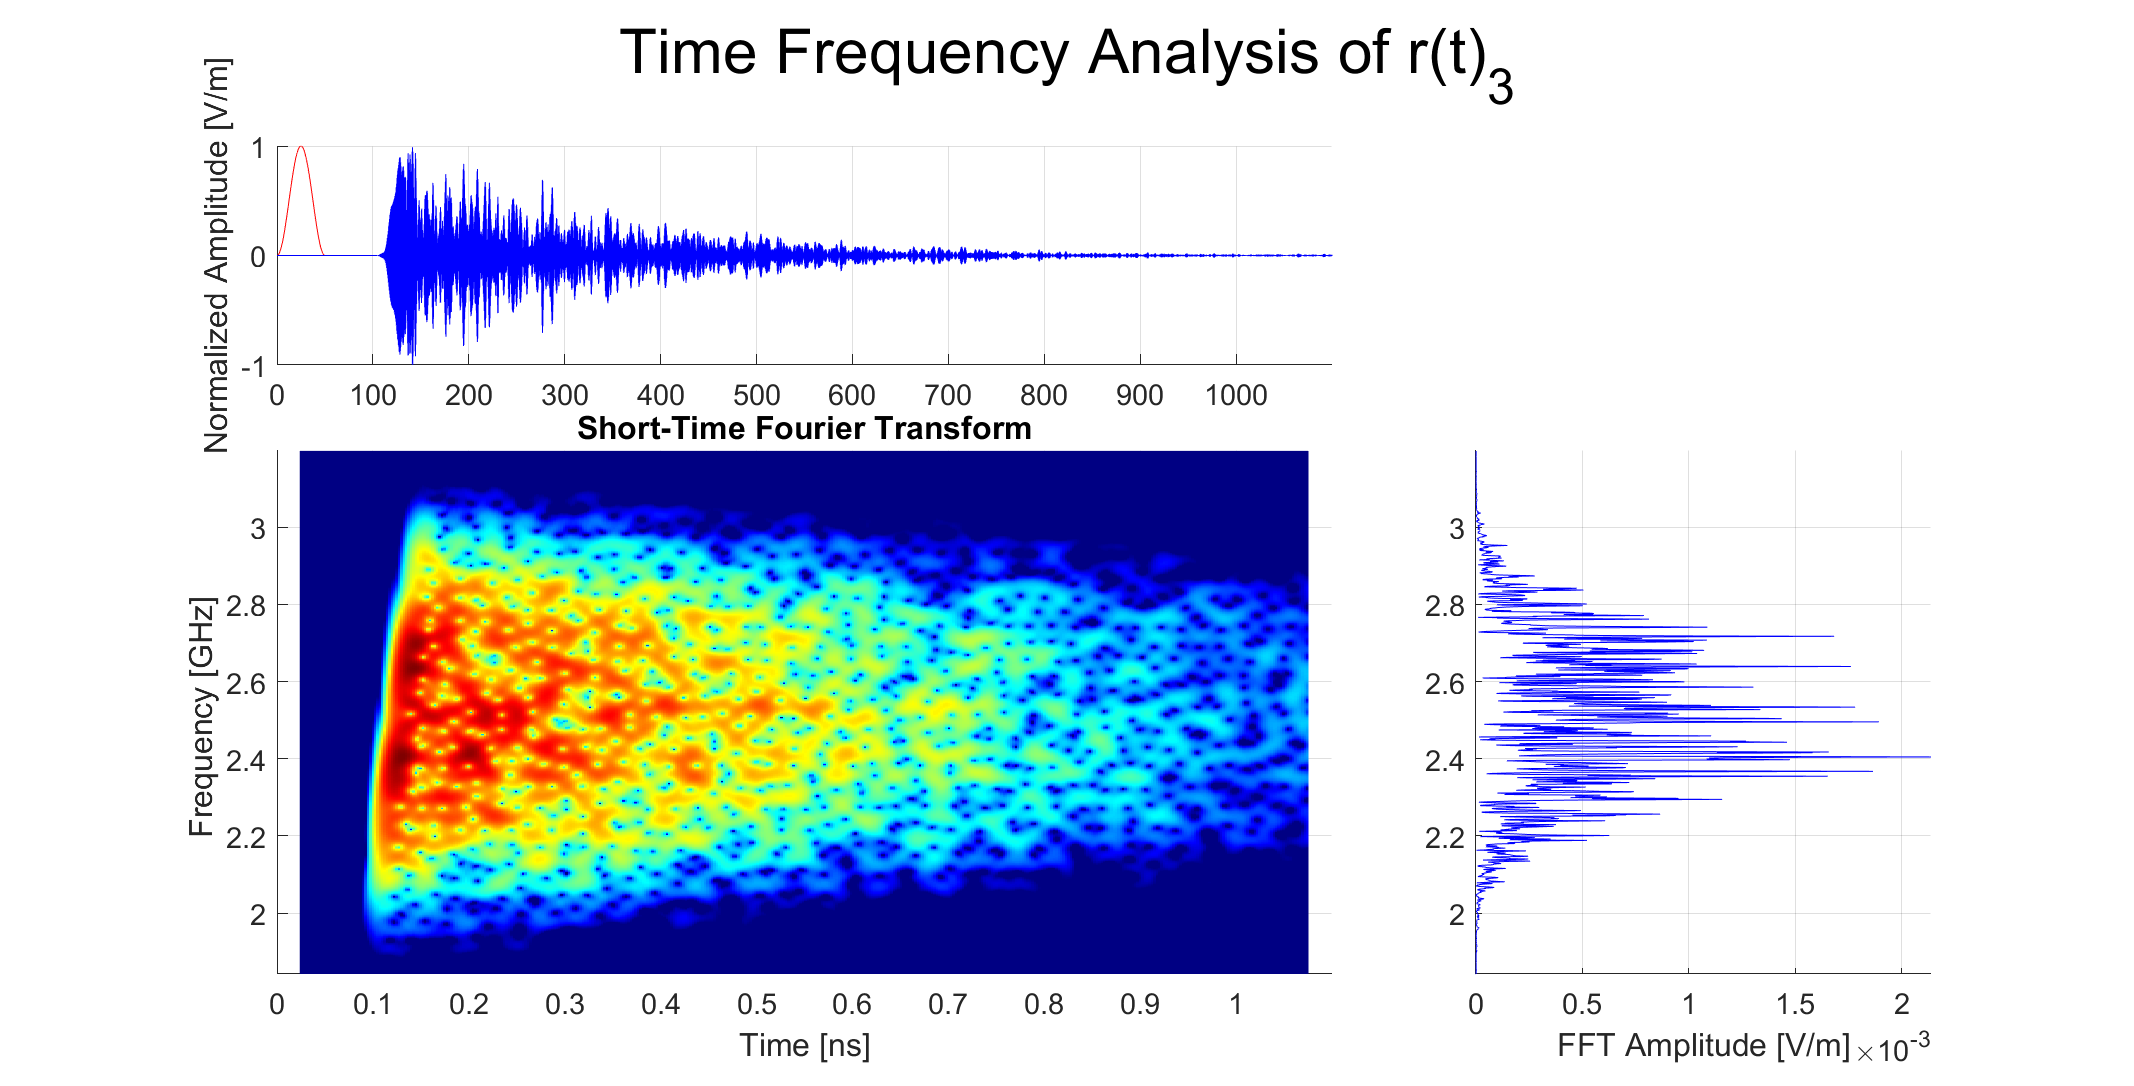 Time Frequency Analysis of r(t)3
Normalized Amplitude [V/m]
1
0
-1
0 100 200 300 400 500 600 700 800 900 1000
Short-Time Fourier Transform
Frequency [GHz]
3
2.8
2.6
2.4
2.2
2
0 0.1 0.2 0.3 0.4 0.5 0.6 0.7 0.8 0.9 1
Time [ns]
3
2.8
2.6
2.4
2.2
2
0 0.5 1 1.5 2
FFT Amplitude [V/m] ×10-3